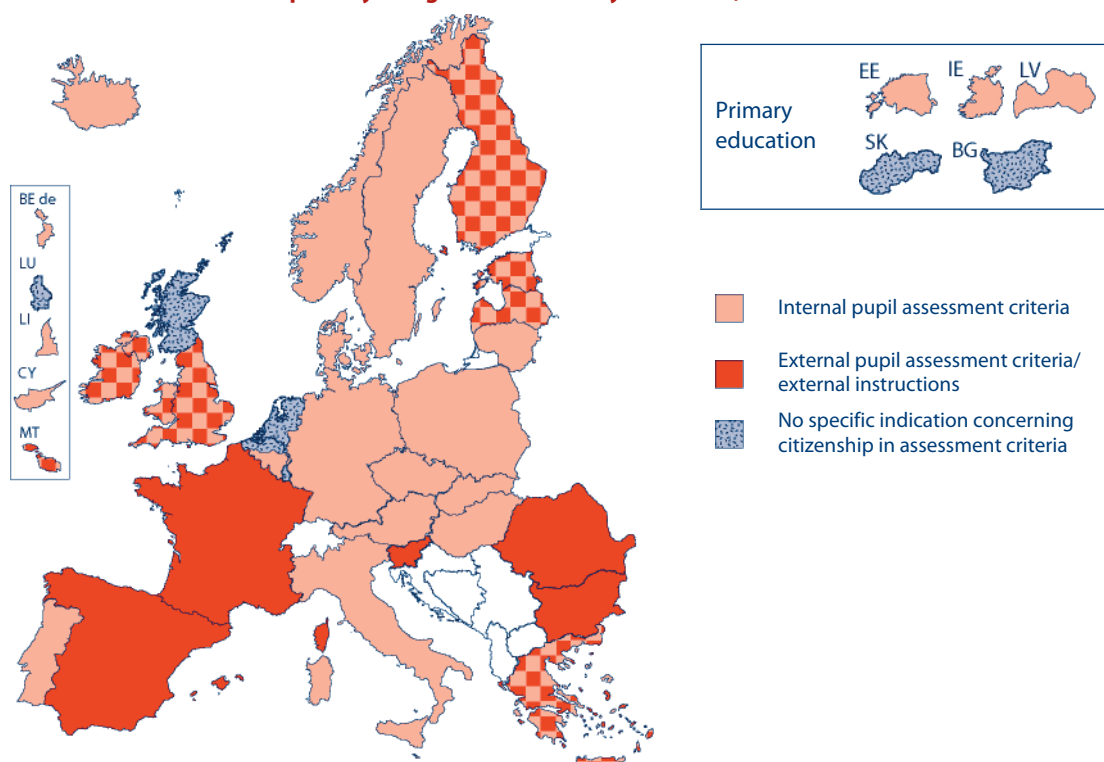 BE de
LU
LI
CY
MT
Primary
education
EE
IE
LV
SK
BG
Internal pupil assessment criteria
External pupil assessment criteria/
external instructions
No specific indication concerning
citizenship in assessment criteria